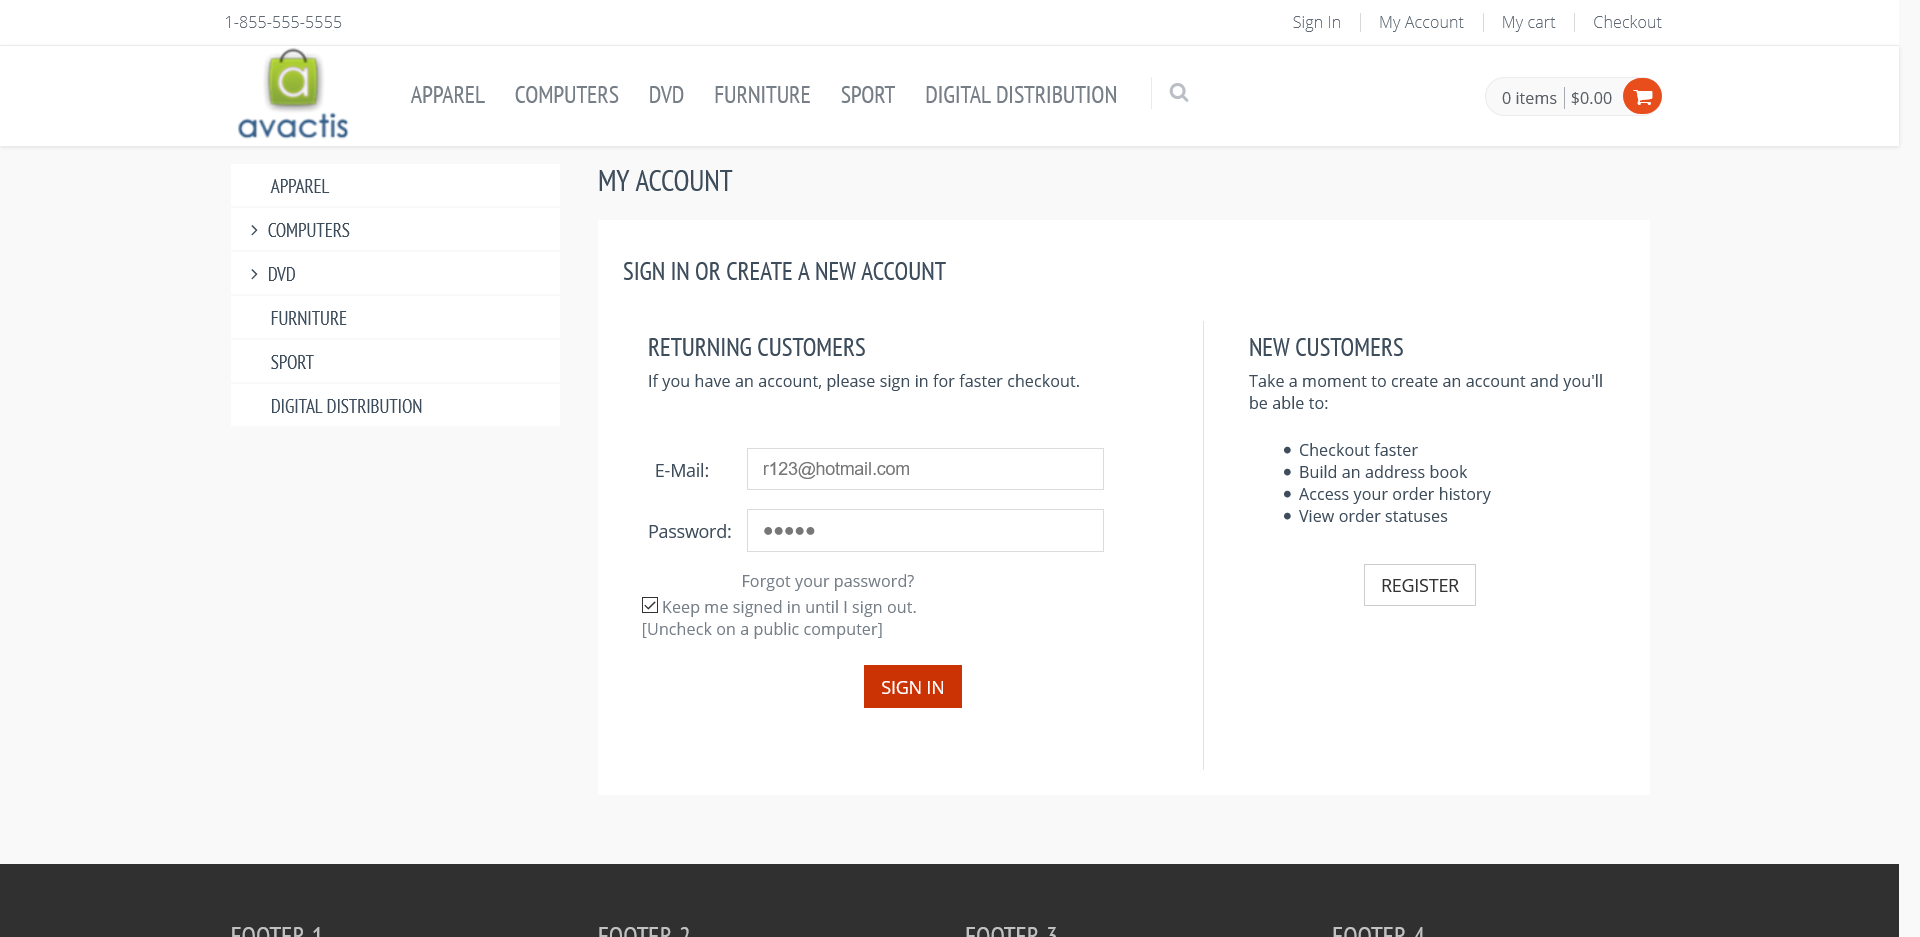 1-855-555-5555
Sign In
My Account
My cart
Checkout
avactis
APPAREL
COMPUTERS
DVD
FURNITURE
SPORT
DIGITAL DISTRIBUTION
0 items
$0.00
APPAREL
COMPUTERS
DVD
FURNITURE
SPORT
DIGITAL DISTRIBUTION
MY ACCOUNT
SIGN IN OR CREATE A NEW ACCOUNT
RETURNING CUSTOMERS
If you have an account, please sign in for faster checkout.
E-Mail:
r123@hotmail.com
Password:
Forgot your password?
Keep me signed in until I sign out.
[Uncheck on a public computer]
SIGN IN
NEW CUSTOMERS
Take a moment to create an account and you'll
be able to:
Checkout faster
Build an address book
Access your order history
View order statuses
REGISTER
FOOTER 1
FOOTER 2
FOOTER 3
FOOTER 4